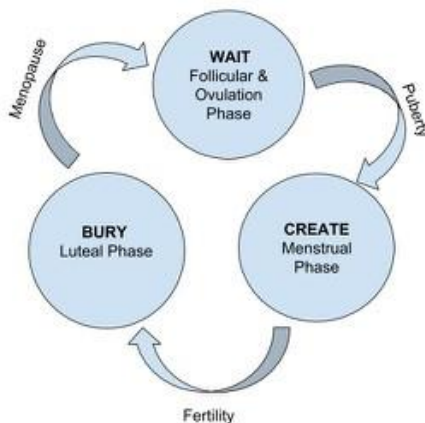 WAIT
Follicular &
Ovulation
Phase
Menopause
Puberty
BURY
Luteal Phase
CREATE
Menstrual
Phase
Fertility